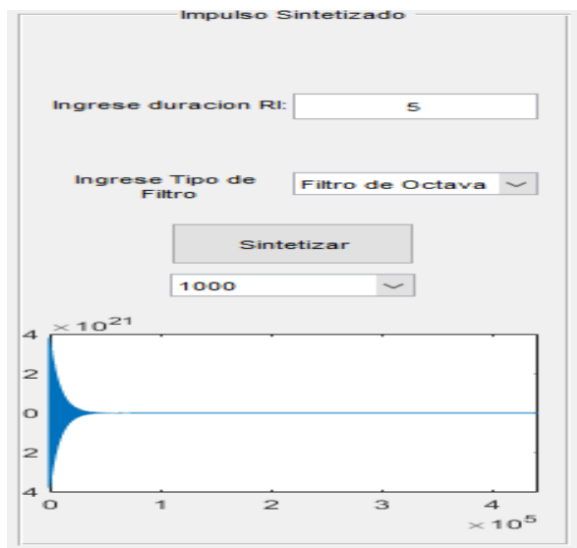 Impulso Sintetizado
Ingrese duracion RI:
5
Ingrese Tipo de
Filtro
Filtro de Octava
Sintetizar
1000
× 10^21
4
2
0
2
4
0 1 2 3 4
× 10^5